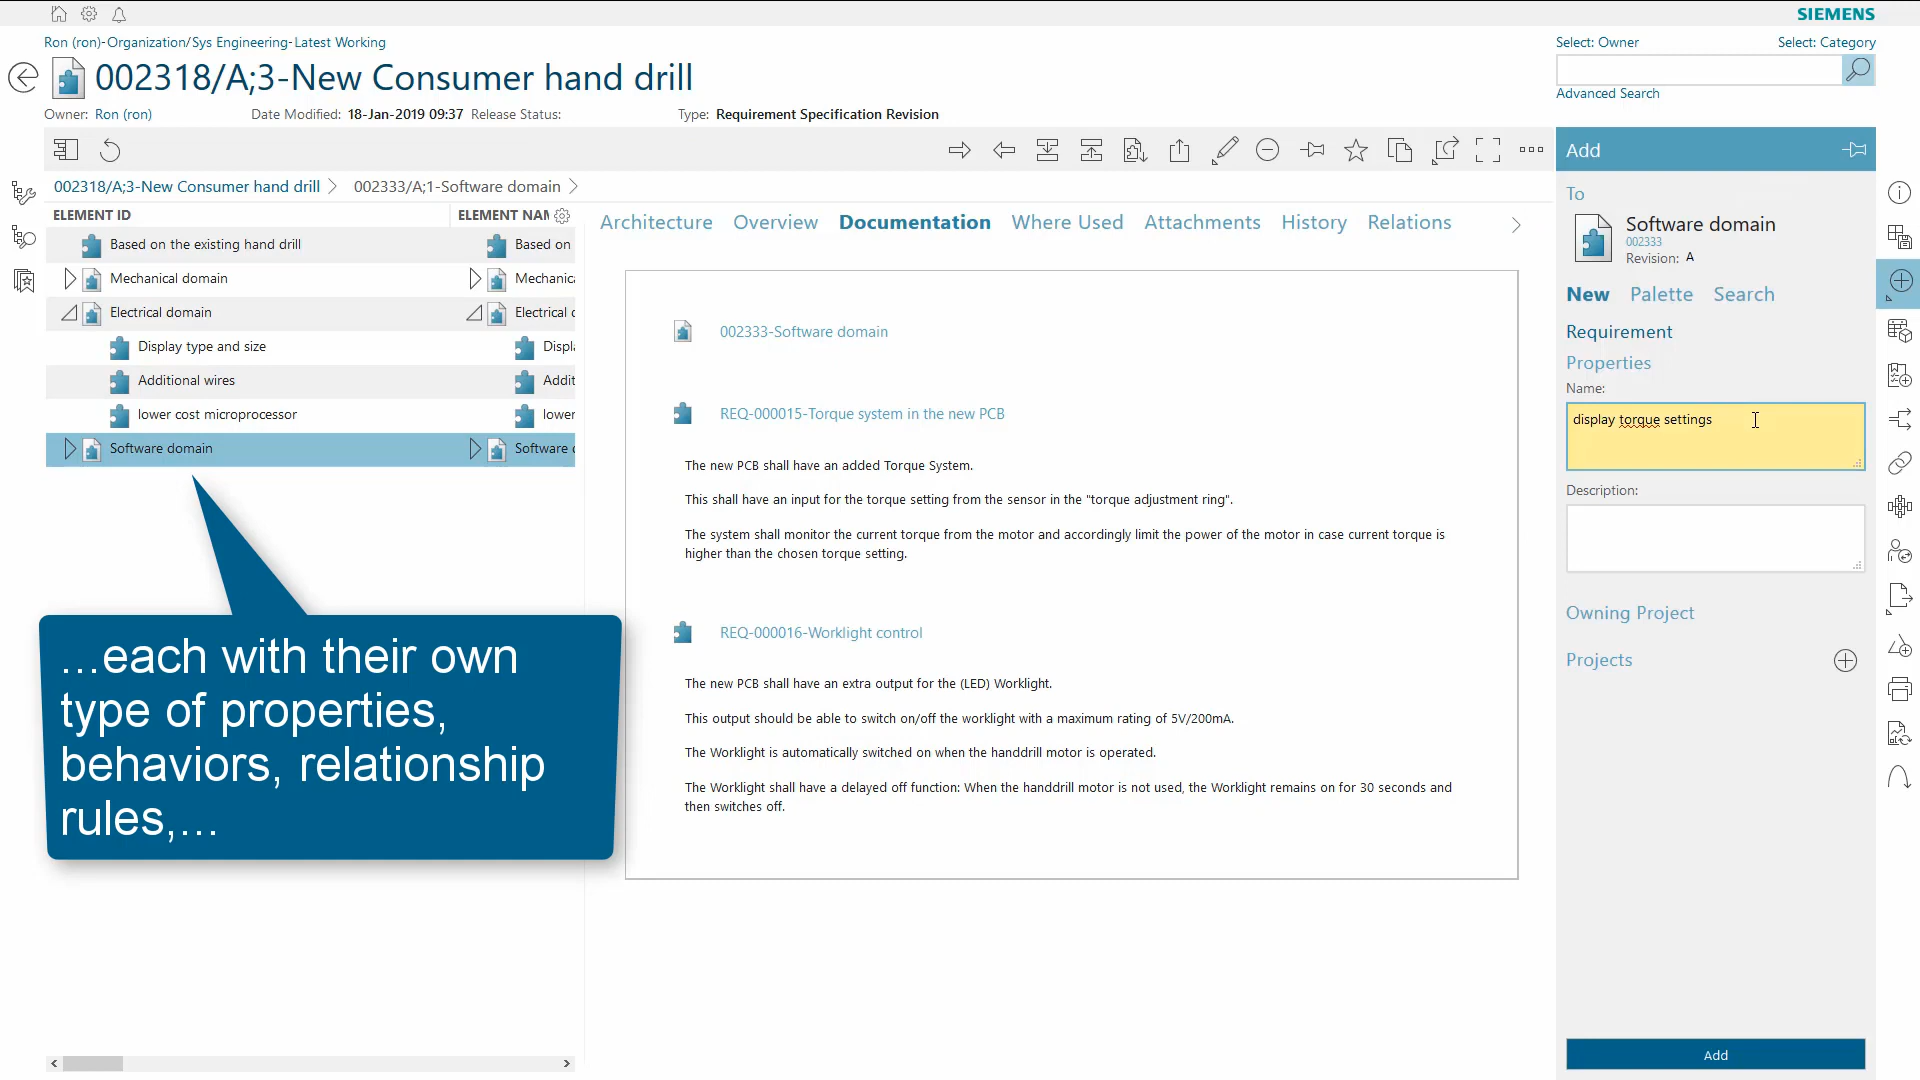 SIEMENS
Ron (ron)-Organization/Sys Engineering-Latest Working
Select: Owner
Select: Category
002318/A;3-New Consumer hand drill
Advanced Search
Owner: Ron (ron)
Date Modified: 18-Jan-2019 09:37
Release Status:
Type: Requirement Specification Revision
Add
002318/A;3-New Consumer hand drill
002333/A;1-Software domain
ELEMENT ID
ELEMENT NAM
Based on the existing hand drill
Based on
Mechanical domain
Mechanica
Electrical domain
Electrical d
Display type and size
Displa
Additional wires
Addit
lower cost microprocessor
lower
Software domain
Software d
…each with their own
type of properties,
behaviors, relationship
rules,…
Architecture
Overview
Documentation
Where Used
Attachments
History
Relations
002333-Software domain
REQ-000015-Torque system in the new PCB
The new PCB shall have an added Torque System.
This shall have an input for the torque setting from the sensor in the "torque adjustment ring".
The system shall monitor the current torque from the motor and accordingly limit the power of the motor in case current torque is
higher than the chosen torque setting.
REQ-000016-Worklight control
The new PCB shall have an extra output for the (LED) Worklight.
This output should be able to switch on/off the worklight with a maximum rating of 5V/200mA.
The Worklight is automatically switched on when the handdrill motor is operated.
The Worklight shall have a delayed off function: When the handdrill motor is not used, the Worklight remains on for 30 seconds and
then switches off.
To
Software domain
002333
Revision: A
New
Palette
Search
Requirement
Properties
Name:
display torque settings
Description:
Owning Project
Projects
Add